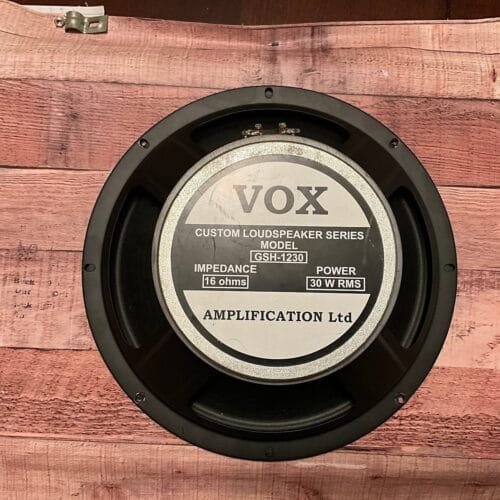 VOX
CUSTOM LOUDSPEAKER SERIES
MODEL
GSH-1230
IMPEDANCE POWER
16 ohms 30 W RMS
AMPLIFICATION Ltd